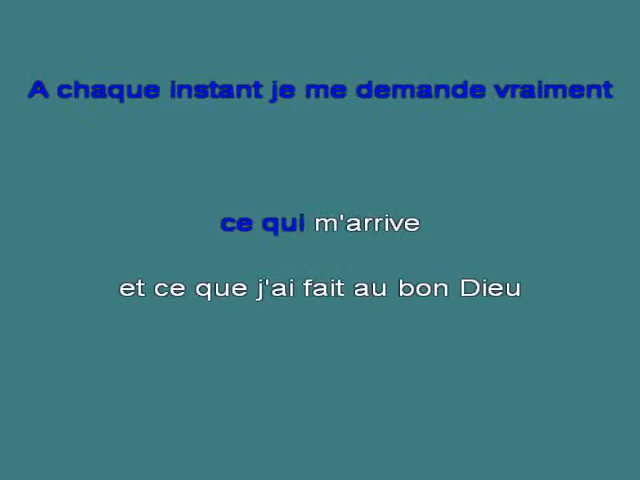 A chaque instant je me demande vraiment
ce qui m'arrive
et ce que j'ai fait au bon Dieu